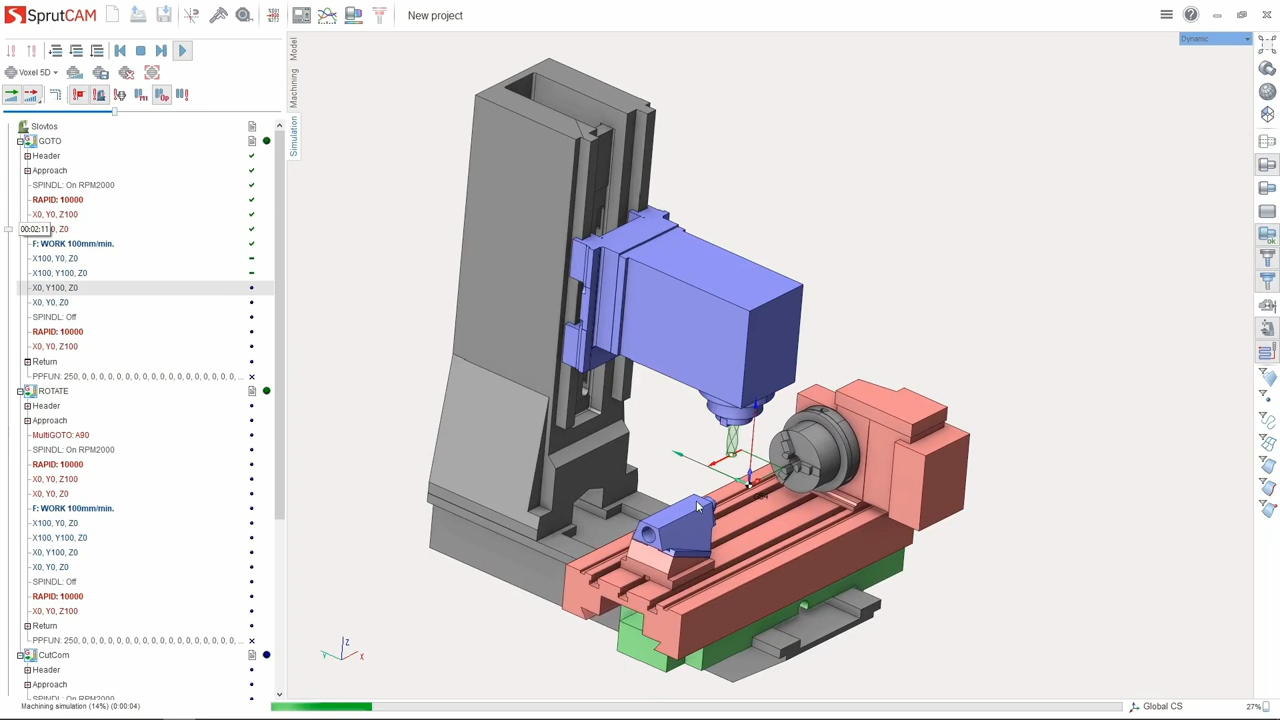 SprutCAM
New project
Voxel 5D
Dynamic
Model
Machining
Simulation
Slovtos
GOTO
Header
Approach
SPINDL: On RPM2000
RAPID: 10000
X0, Y0, Z100
00:02:11
0, Z0
F: WORK 100mm/min.
X100, Y0, Z0
X100, Y100, Z0
X0, Y100, Z0
X0, Y0, Z0
SPINDL: Off
RAPID: 10000
X0, Y0, Z100
Return
PPFUN: 250, 0, 0, 0, 0, 0, 0, 0, 0, 0, 0, 0, 0, 0, 0, 0, 0, ...
ROTATE
Header
Approach
MultiGOTO: A90
SPINDL: On RPM2000
RAPID: 10000
X0, Y0, Z100
X0, Y0, Z0
F: WORK 100mm/min.
X100, Y0, Z0
X100, Y100, Z0
X0, Y100, Z0
X0, Y0, Z0
SPINDL: Off
RAPID: 10000
X0, Y0, Z100
Return
PPFUN: 250, 0, 0, 0, 0, 0, 0, 0, 0, 0, 0, 0, 0, 0, 0, 0, 0, ...
CutCom
Header
Approach
SPINDL: On RPM2000
Z
Y
X
Machining simulation (14%) (0:00:04)
Global CS
27%